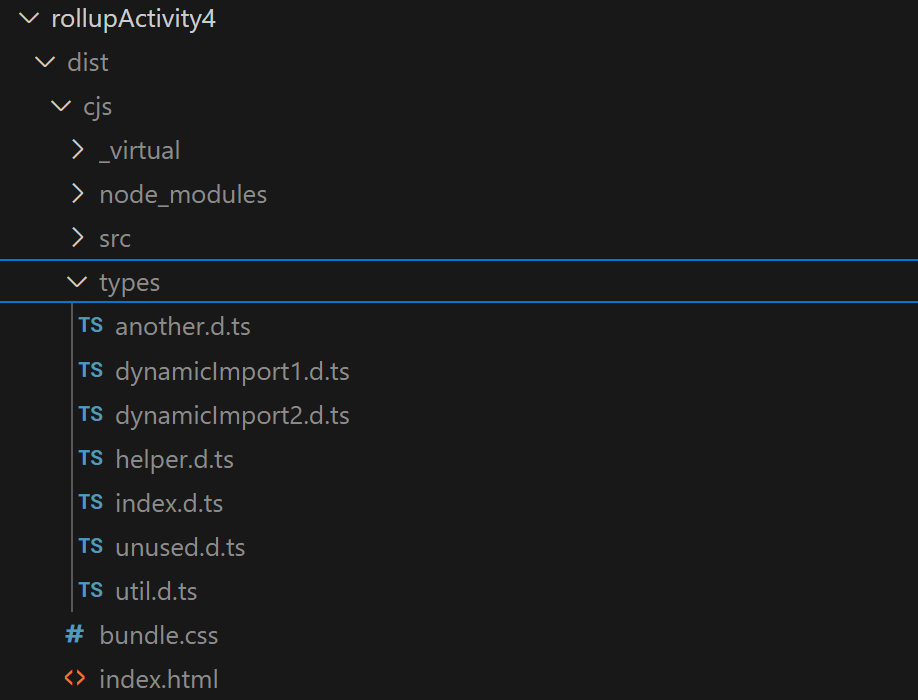 rollupActivity4
dist
cjs
_virtual
node_modules
src
types
TS another.d.ts
TS dynamicImport1.d.ts
TS dynamicImport2.d.ts
TS helper.d.ts
TS index.d.ts
TS unused.d.ts
TS util.d.ts
# bundle.css
<> index.html